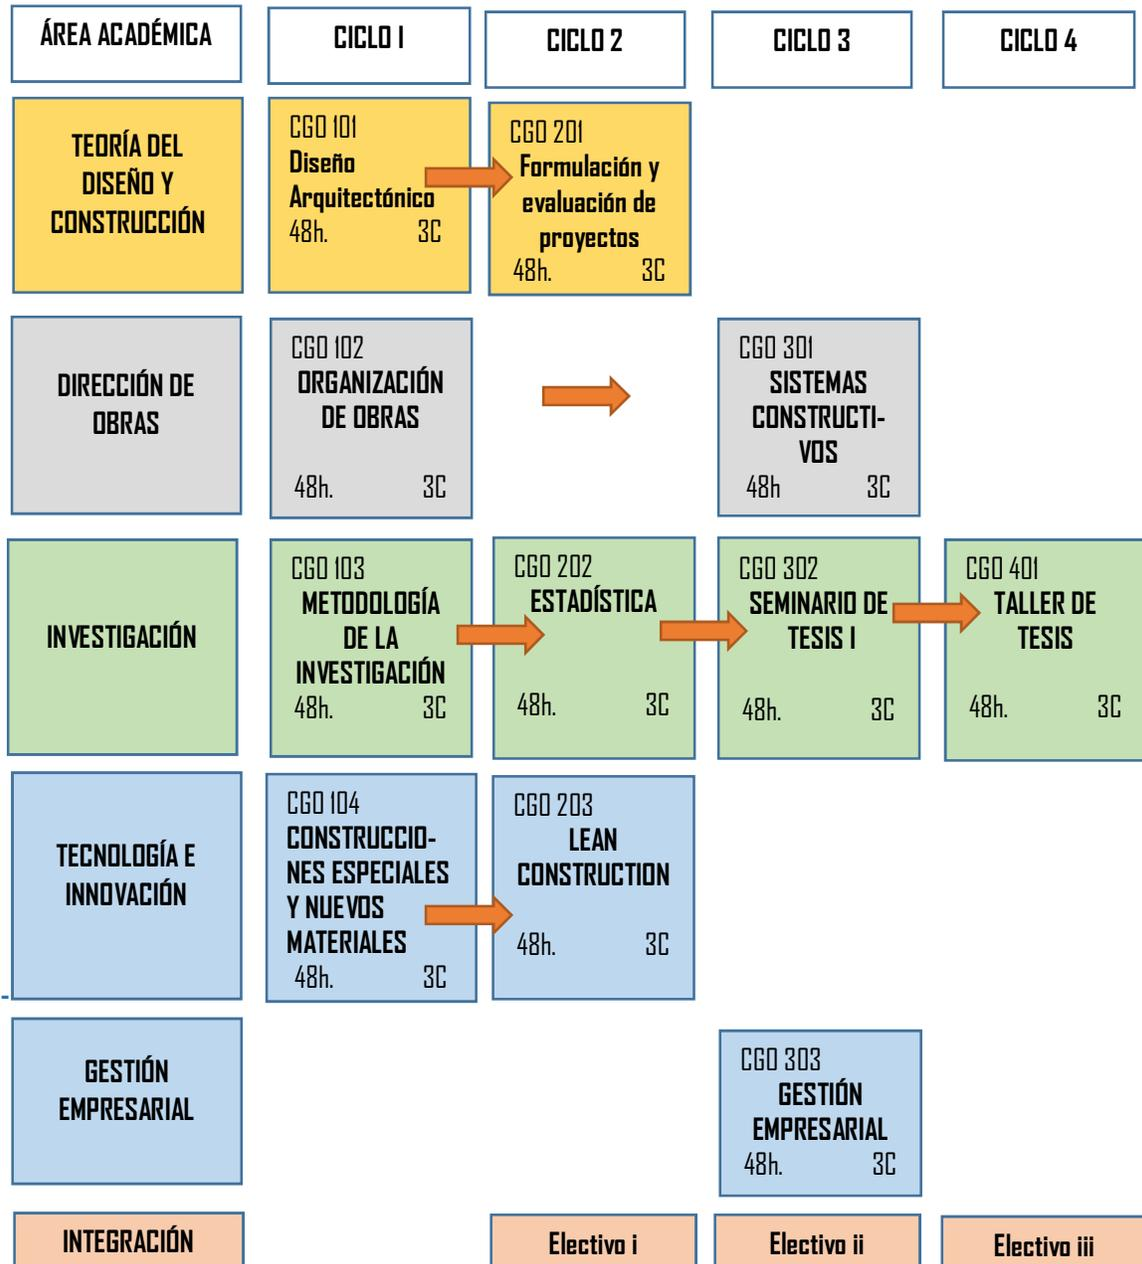 ÁREA ACADÉMICA
CICLO I
CICLO 2
CICLO 3
CICLO 4
TEORÍA DEL
DISEÑO Y
CONSTRUCCIÓN
CGO 101
Diseño
Arquitectónico
48h. 3C
CGO 201
Formulación y
evaluación de
proyectos
48h. 3C
DIRECCIÓN DE
OBRAS
CGO 102
ORGANIZACIÓN
DE OBRAS
48h. 3C
CGO 301
SISTEMAS
CONSTRUCTI-
VOS
48h 3C
INVESTIGACIÓN
CGO 103
METODOLOGÍA
DE LA
INVESTIGACIÓN
48h. 3C
CGO 202
ESTADÍSTICA
48h. 3C
CGO 302
SEMINARIO DE
TESIS I
48h. 3C
CGO 401
TALLER DE
TESIS
48h. 3C
TECNOLOGÍA E
INNOVACIÓN
CGO 104
CONSTRUCCIO-
NES ESPECIALES
Y NUEVOS
MATERIALES
48h. 3C
CGO 203
LEAN
CONSTRUCTION
48h. 3C
GESTIÓN
EMPRESARIAL
CGO 303
GESTIÓN
EMPRESARIAL
48h. 3C
INTEGRACIÓN
Electivo i
Electivo ii
Electivo iii